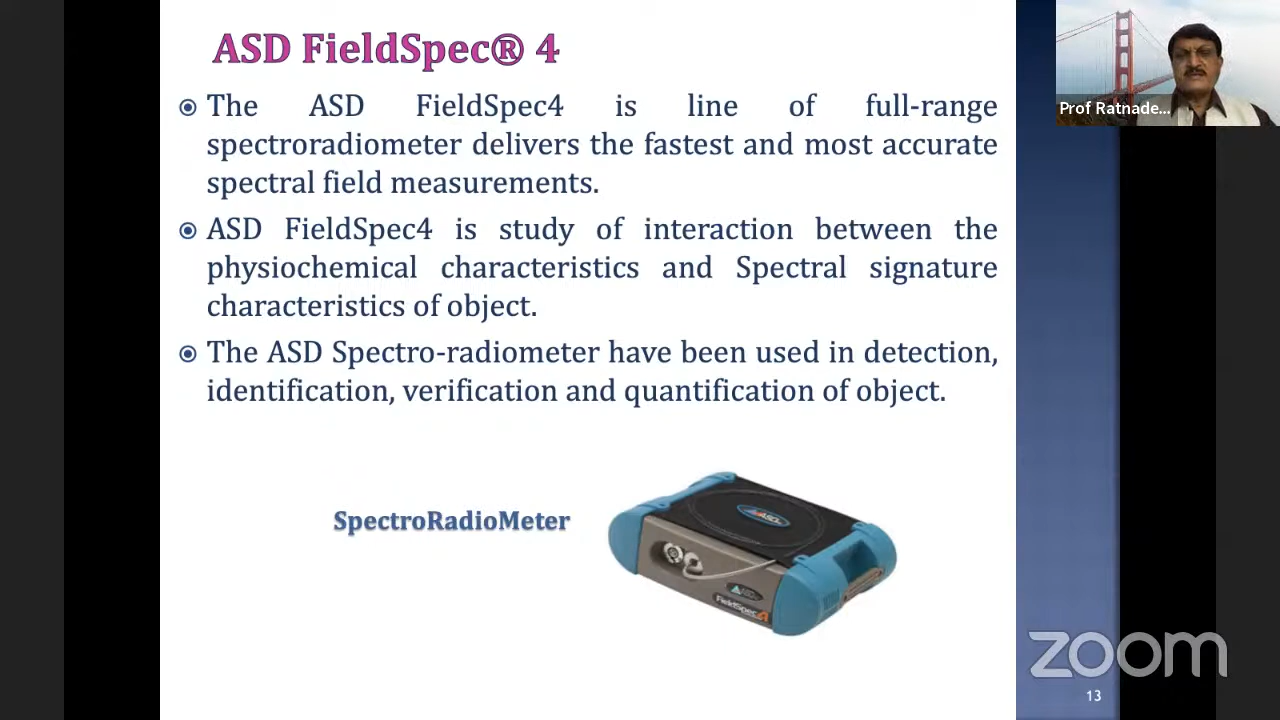 ASD FieldSpec® 4
The ASD FieldSpec4 is line of full-range
spectroradiometer delivers the fastest and most accurate
spectral field measurements.
ASD FieldSpec4 is study of interaction between the
physiochemical characteristics and Spectral signature
characteristics of object.
The ASD Spectro-radiometer have been used in detection,
identification, verification and quantification of object.
SpectroRadioMeter
ASD
FieldSpec4
Prof Ratnade...
zoom
13